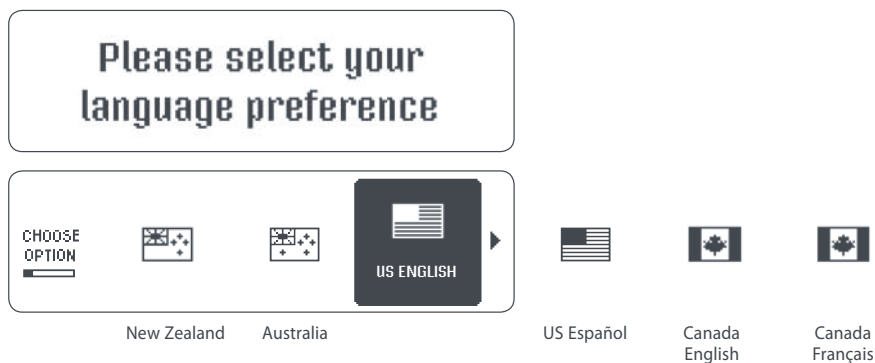 Please select your
language preference
CHOOSE
OPTION
US ENGLISH
New Zealand
Australia
US Español
Canada
English
Canada
Français